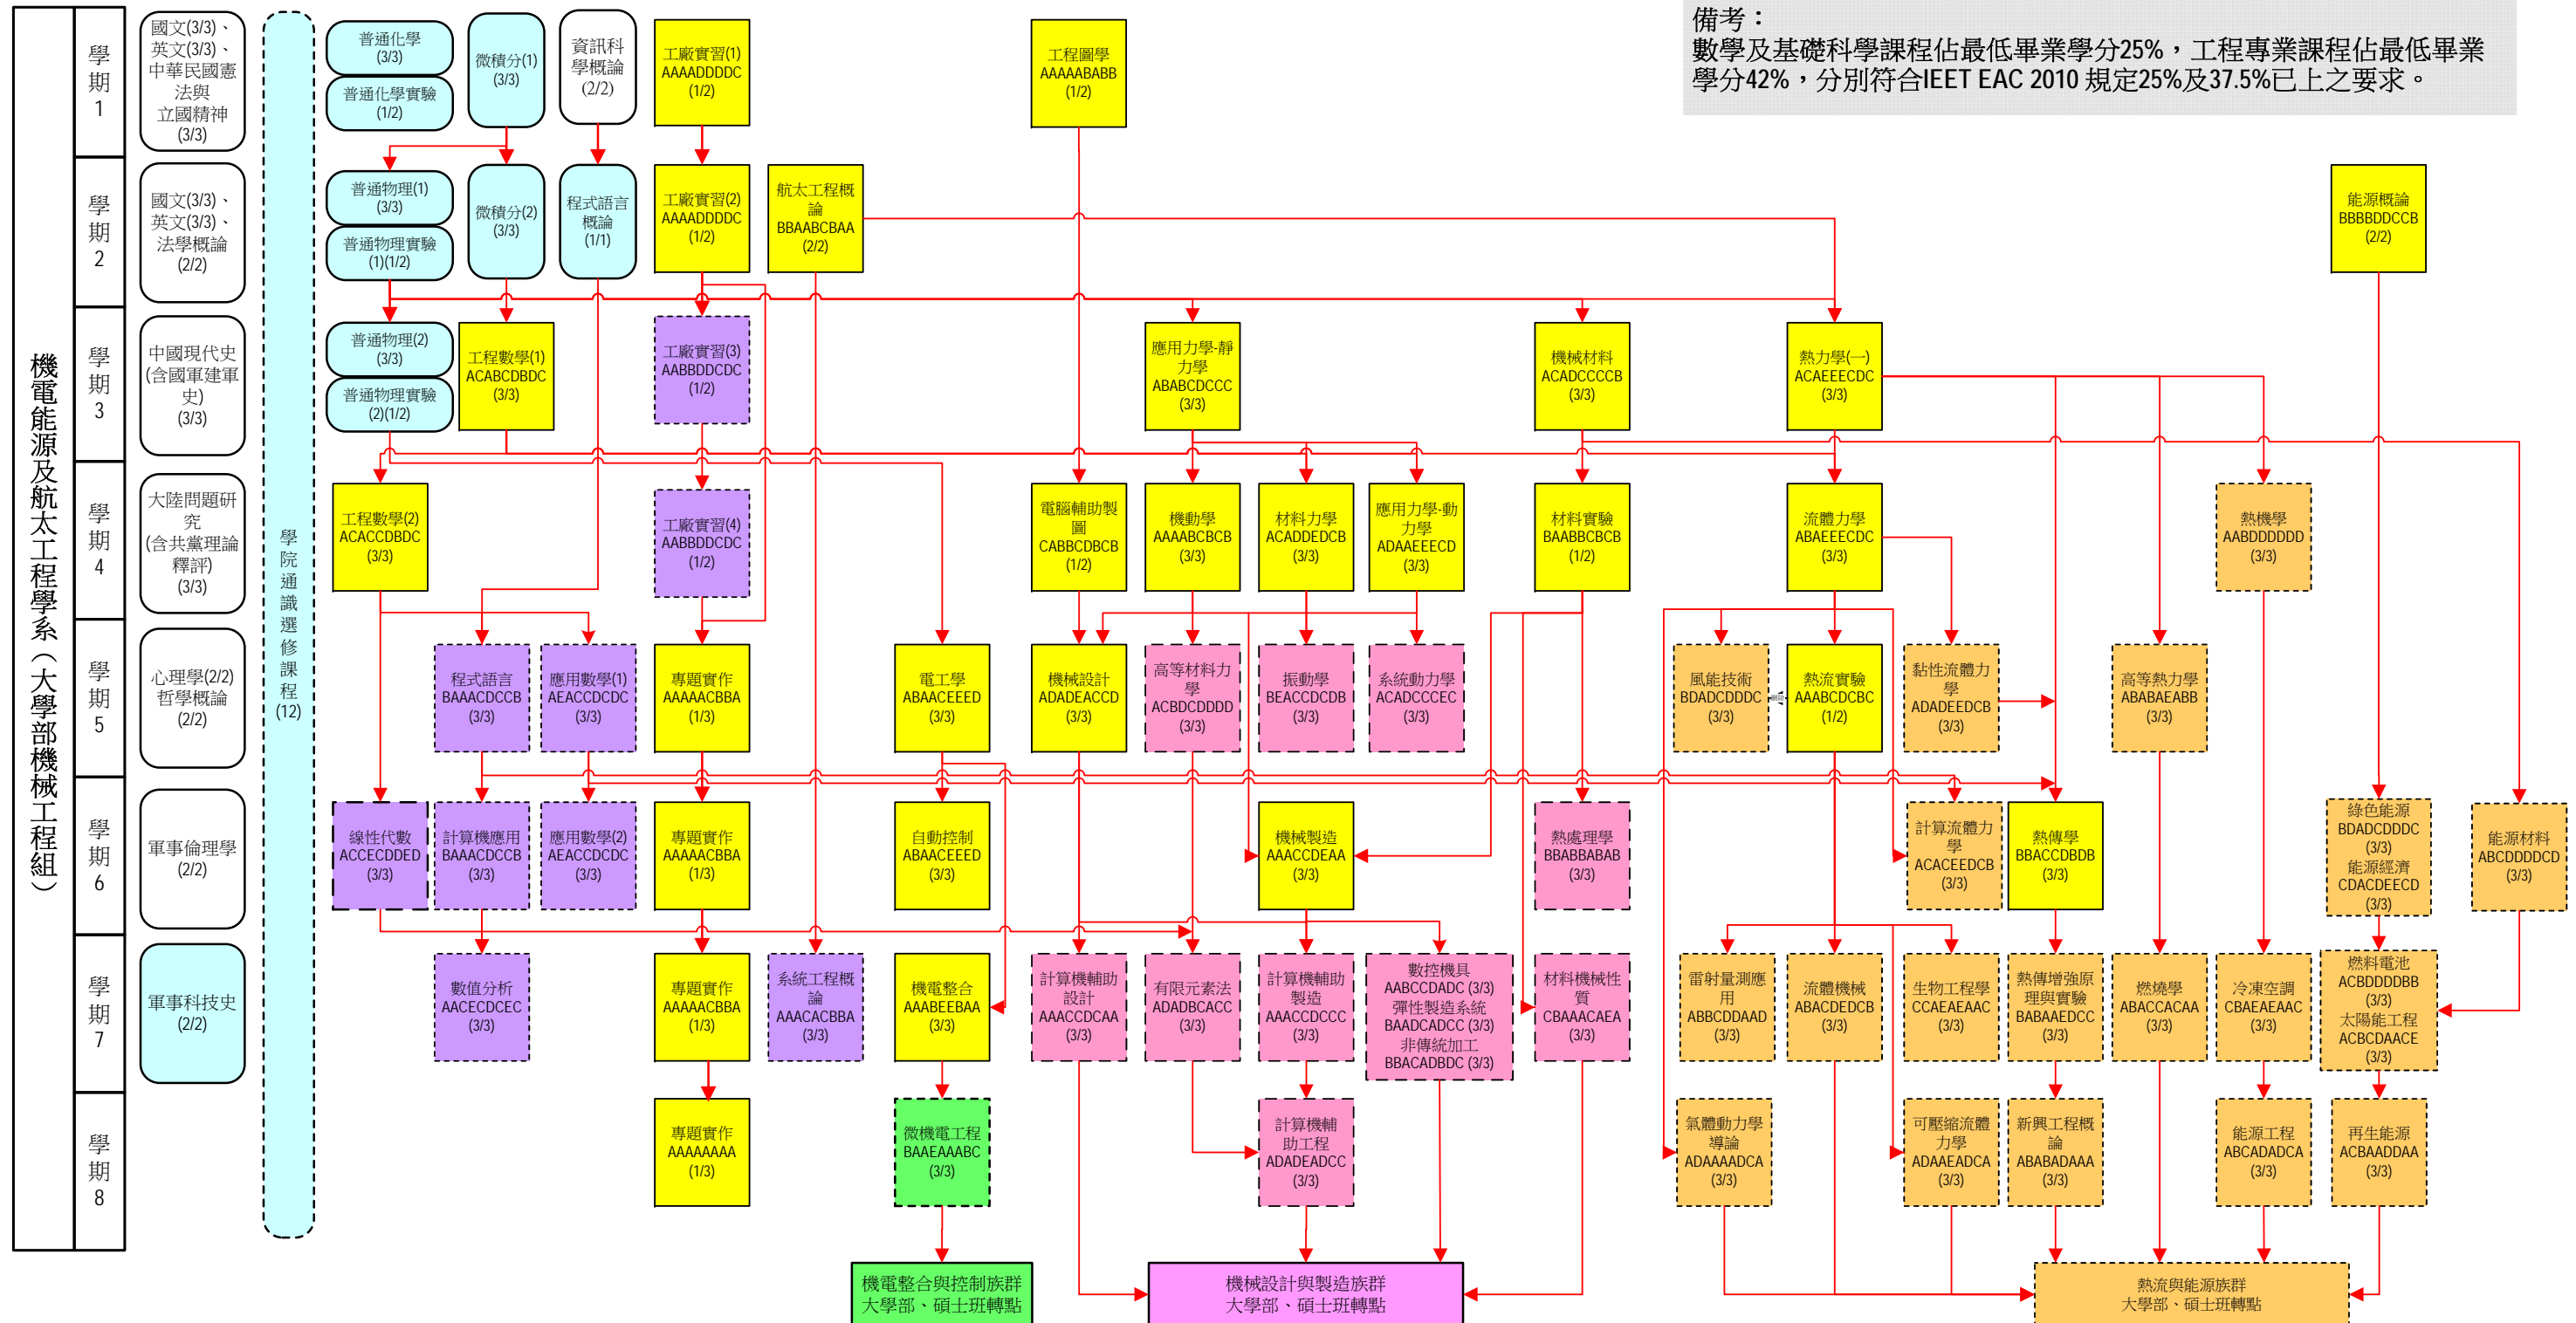 備考：
數學及基礎科學課程佔最低畢業學分25%，工程專業課程佔最低畢業
學分42%，分別符合IEET EAC 2010 規定25%及37.5%已上之要求。
機電能源及航太工程學系（大學部機械工程組）
學院通識選修課程
(12)
學
期
1
國文(3/3)、
英文(3/3)、
中華民國憲
法與
立國精神
(3/3)
普通化學
(3/3)
普通化學實驗
(1/2)
微積分(1)
(3/3)
資訊科
學概論
(2/2)
工廠實習(1)
AAAADDDDC
(1/2)
工程圖學
AAAAABABB
(1/2)
學
期
2
國文(3/3)、
英文(3/3)、
法學概論
(2/2)
普通物理(1)
(3/3)
普通物理實驗
(1)(1/2)
微積分(2)
(3/3)
程式語言
概論
(1/1)
工廠實習(2)
AAAADDDDC
(1/2)
航太工程概
論
BBAABCBAA
(2/2)
能源概論
BBBBDDCCB
(2/2)
學
期
3
中國現代史
(含國軍建軍
史)
(3/3)
普通物理(2)
(3/3)
普通物理實驗
(2)(1/2)
工程數學(1)
ACABCDBDC
(3/3)
工廠實習(3)
AABBDDCDC
(1/2)
應用力學-靜
力學
ABABCDCCC
(3/3)
機械材料
ACADCCCCB
(3/3)
熱力學(一)
ACAEEECDC
(3/3)
學
期
4
大陸問題研
究
(含共黨理論
釋評)
(3/3)
工程數學(2)
ACACCDBDC
(3/3)
工廠實習(4)
AABBDDCDC
(1/2)
電腦輔助製
圖
CABBCDBCB
(1/2)
機動學
AAAABCBCB
(3/3)
材料力學
ACADDEDCB
(3/3)
應用力學-動
力學
ADAAEEECD
(3/3)
材料實驗
BAABBCBCB
(1/2)
流體力學
ABAEEECDC
(3/3)
熱機學
AABDDDDDD
(3/3)
學
期
5
心理學(2/2)
哲學概論
(2/2)
程式語言
BAAACDCCB
(3/3)
應用數學(1)
AEACCDCDC
(3/3)
專題實作
AAAAACBBA
(1/3)
電工學
ABAACEEED
(3/3)
機械設計
ADADEACCD
(3/3)
高等材料力
學
ACBDCDDDD
(3/3)
振動學
BEACCDCDB
(3/3)
系統動力學
ACADCCCEC
(3/3)
風能技術
BDADCDDDC
(3/3)
熱流實驗
AAABCDCBC
(1/2)
黏性流體力
學
ADADEEDCB
(3/3)
高等熱力學
ABABAEABB
(3/3)
學
期
6
軍事倫理學
(2/2)
線性代數
ACCECDDED
(3/3)
計算機應用
BAAACDCCB
(3/3)
應用數學(2)
AEACCDCDC
(3/3)
專題實作
AAAAACBBA
(1/3)
自動控制
ABAACEEED
(3/3)
機械製造
AAACCDEAA
(3/3)
熱處理學
BBABBABAB
(3/3)
計算流體力
學
ACACEEDCB
(3/3)
熱傳學
BBACCDBDB
(3/3)
綠色能源
BDADCDDDC
(3/3)
能源經濟
CDACDEECD
(3/3)
能源材料
ABCDDDDCD
(3/3)
學
期
7
軍事科技史
(2/2)
數值分析
AACECDCEC
(3/3)
專題實作
AAAAACBBA
(1/3)
系統工程概
論
AAACACBBA
(3/3)
機電整合
AAABEEBAA
(3/3)
計算機輔助
設計
AAACCDCAA
(3/3)
有限元素法
ADADBCACC
(3/3)
計算機輔助
製造
AAACCDCCC
(3/3)
數控機具
AABCCDADC (3/3)
彈性製造系統
BAADCADCC (3/3)
非傳統加工
BBACADBDC (3/3)
材料機械性
質
CBAAACAEA
(3/3)
雷射量測應
用
ABBCDDAAD
(3/3)
流體機械
ABACDEDCB
(3/3)
生物工程學
CCAEAEAAC
(3/3)
熱傳增強原
理與實驗
BABAAEDCC
(3/3)
燃燒學
ABACCACAA
(3/3)
冷凍空調
CBAEAEAAC
(3/3)
燃料電池
ACBDDDDBB
(3/3)
太陽能工程
ACBCDAACE
(3/3)
學
期
8
專題實作
AAAAAAAA
(1/3)
微機電工程
BAAEAAABC
(3/3)
計算機輔
助工程
ADADEADCC
(3/3)
氣體動力學
導論
ADAAAADCA
(3/3)
可壓縮流體
力學
ADAAEADCA
(3/3)
新興工程概
論
ABABADAAA
(3/3)
能源工程
ABCADADCA
(3/3)
再生能源
ACBAADDAA
(3/3)
機電整合與控制族群
大學部、碩士班轉點
機械設計與製造族群
大學部、碩士班轉點
熱流與能源族群
大學部、碩士班轉點